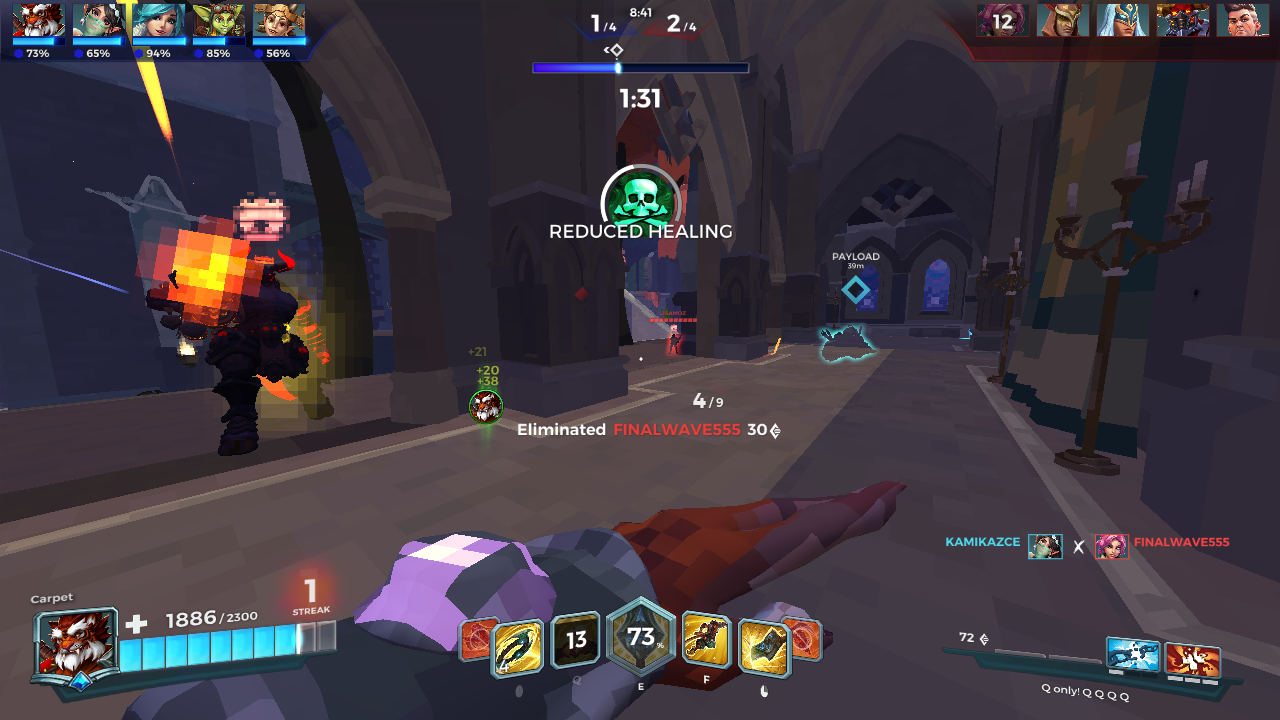 73%
65%
94%
85%
56%
1/4
8:41
2/4
12
1:31
REDUCED HEALING
PAYLOAD
39m
+21
+20
+38
4/9
Eliminated FINALWAVE555 30
KAMIKAZCE X FINALWAVE555
Carpet
1886/2300
1
STREAK
13
73%
Q
E
F
72
Q only! Q Q Q Q